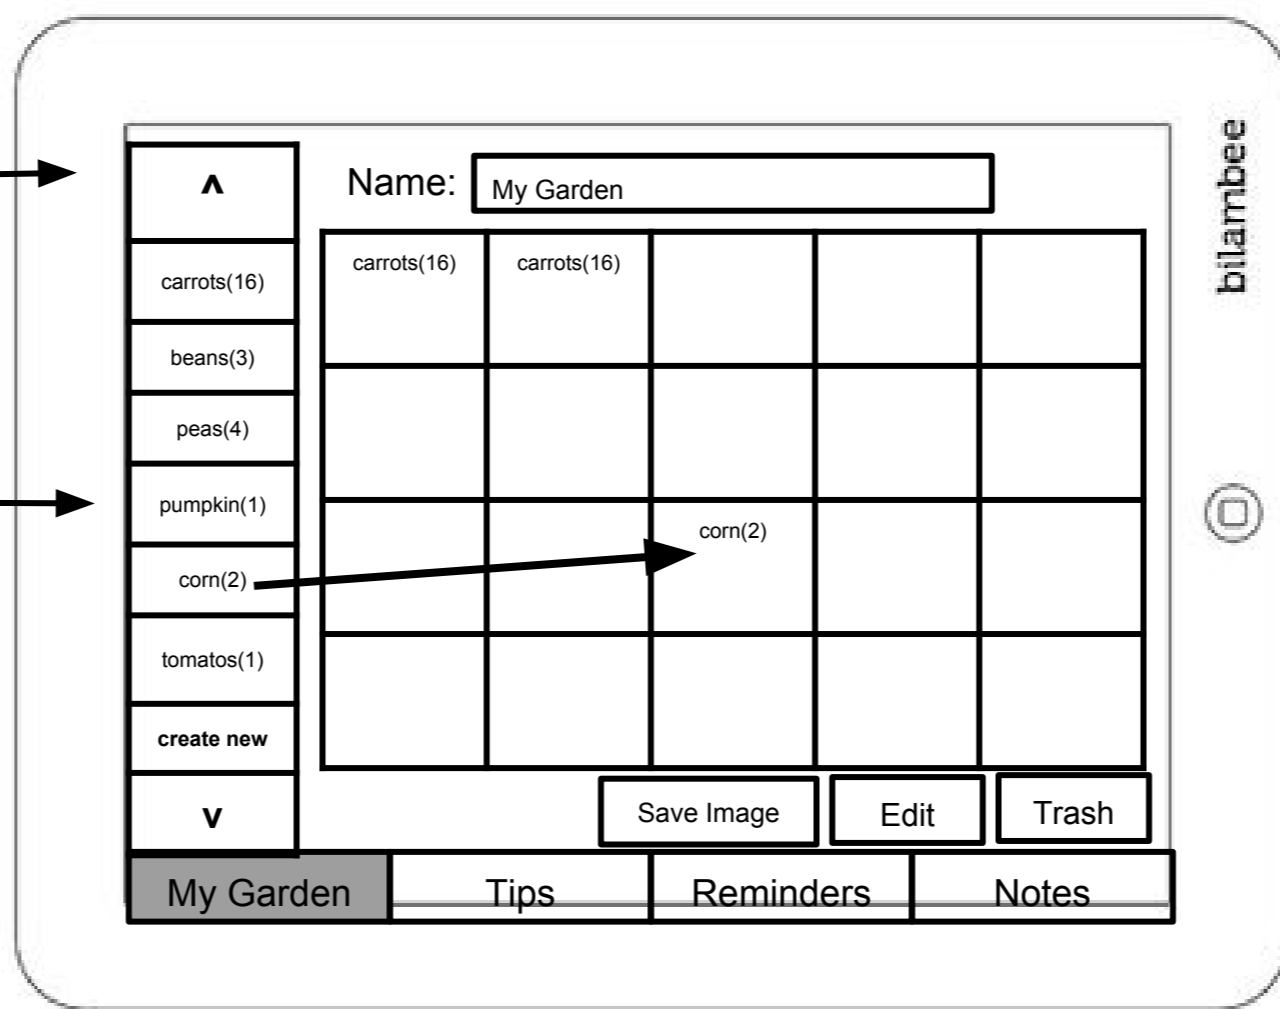 ʌ
Name:
My Garden
carrots(16)
beans(3)
peas(4)
pumpkin(1)
corn(2)
tomatos(1)
create new
v
carrots(16)
carrots(16)
corn(2)
Save Image
Edit
Trash
My Garden
Tips
Reminders
Notes
bilambee